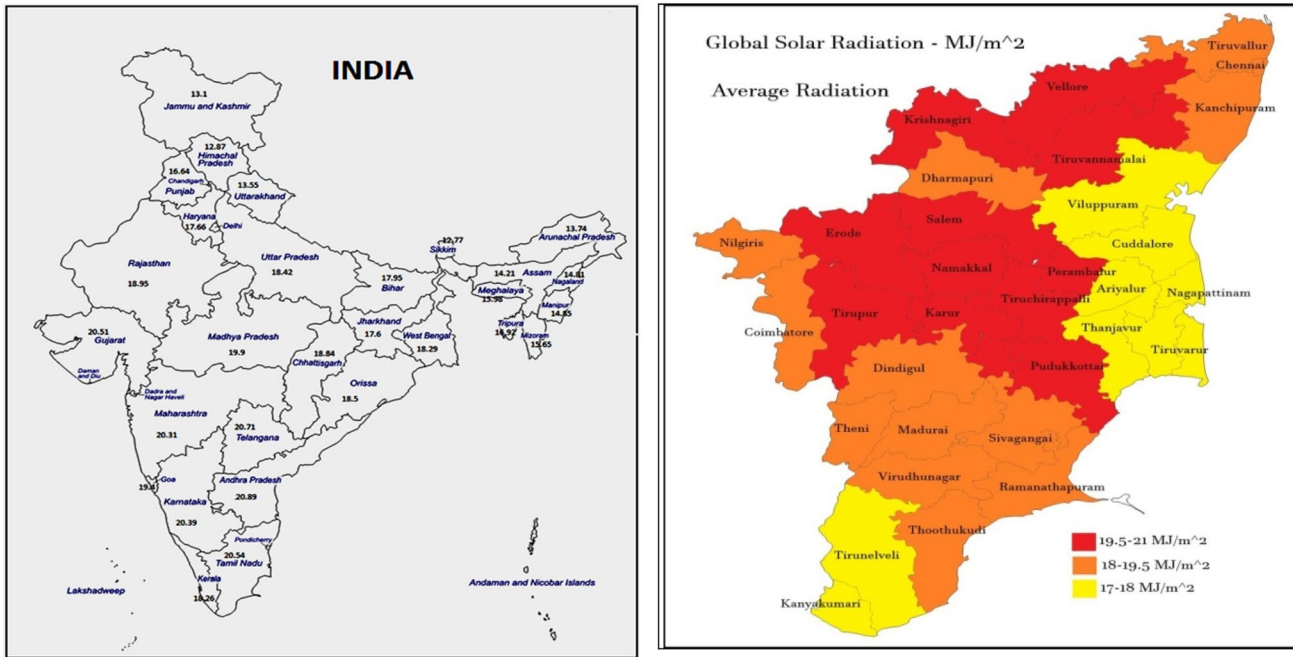 INDIA
13.1
Jammu and Kashmir
12.87
Himachal
Pradesh
16.64
Chandigarh
Punjab
13.55
Uttarakhand
Haryana
17.66
Delhi
Rajasthan
18.95
Uttar Pradesh
18.42
17.95
Bihar
12.77
Sikkim
13.74
Arunachal Pradesh
14.21
Assam
14.81
Nagaland
Meghalaya
15.98
Manipur
14.85
Tripura
Mizoram
15.65
20.51
Gujarat
Daman
and Diu
Madhya Pradesh
19.9
Jharkhand
17.6
West Bengal
18.29
18.84
Chhattisgarh
Orissa
18.5
Dadra and
Nagar Haveli
Maharashtra
20.31
20.71
Telangana
Goa
19.4
Andhra Pradesh
20.89
Karnataka
20.39
Pondicherry
20.54
Tamil Nadu
Kerala
18.26
Lakshadweep
Andaman and Nicobar Islands
Global Solar Radiation - MJ/m^2
Average Radiation
Tiruvallur
Chennai
Vellore
Kanchipuram
Krishnagiri
Tiruvannamalai
Dharmapuri
Viluppuram
Salem
Erode
Nilgiris
Cuddalore
Namakkal
Perambalur
Ariyalur
Nagapattinam
Tiruchirappalli
Tirupur
Karur
Coimbatore
Thanjavur
Tiruvarur
Dindigul
Pudukkottai
Theni
Madurai
Sivagangai
Virudhunagar
Ramanathapuram
Thoothukudi
Tirunelveli
Kanyakumari
19.5-21 MJ/m^2
18-19.5 MJ/m^2
17-18 MJ/m^2